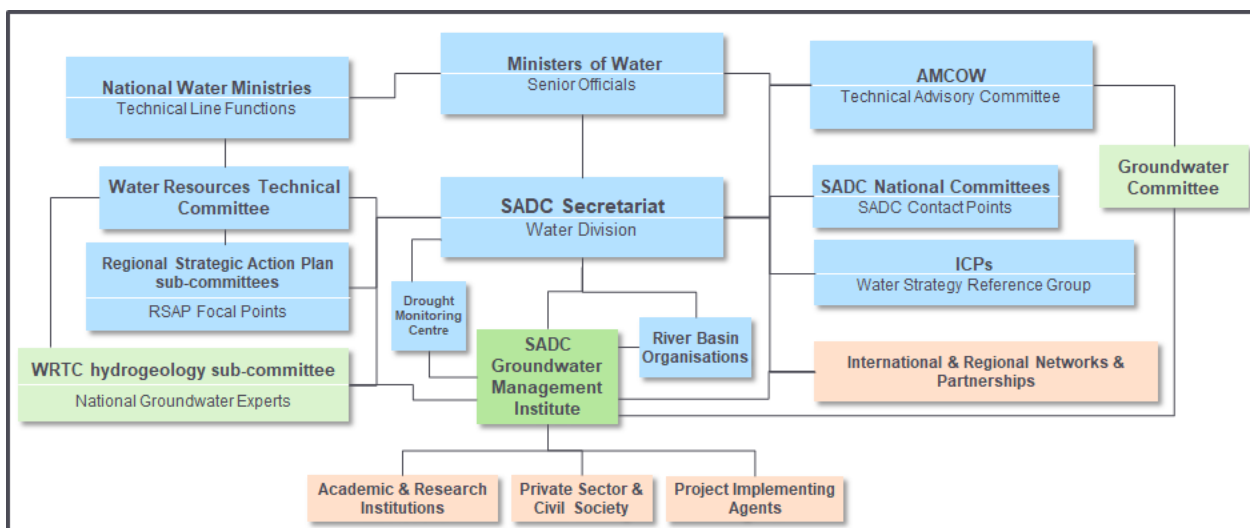 National Water Ministries
Technical Line Functions
Ministers of Water
Senior Officials
AMCOW
Technical Advisory Committee
Groundwater
Committee
Water Resources Technical
Committee
SADC Secretariat
Water Division
SADC National Committees
SADC Contact Points
Regional Strategic Action Plan
sub-committees
RSAP Focal Points
ICPs
Water Strategy Reference Group
Drought
Monitoring
Centre
River Basin
Organisations
SADC
Groundwater
Management
Institute
WRTC hydrogeology sub-committee
National Groundwater Experts
International & Regional Networks &
Partnerships
Academic & Research
Institutions
Private Sector &
Civil Society
Project Implementing
Agents